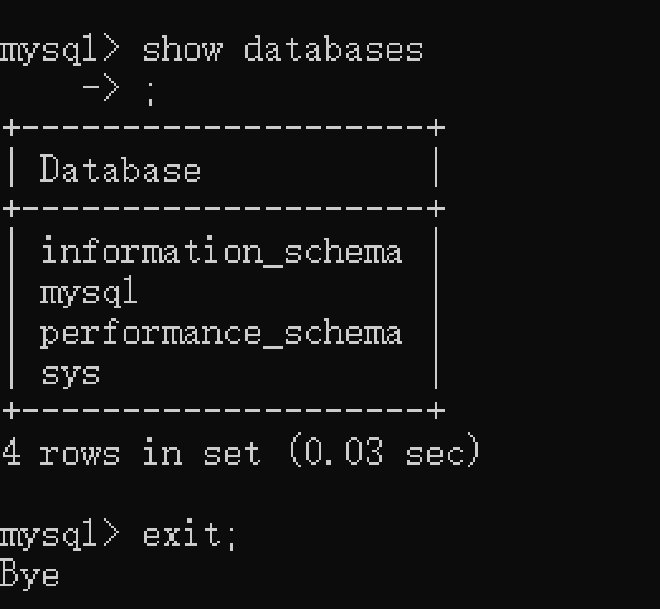 mysql> show databases
    -> ;
+--------------------+
| Database           |
+--------------------+
| information_schema |
| mysql              |
| performance_schema |
| sys                |
+--------------------+
4 rows in set (0.03 sec)

mysql> exit;
Bye